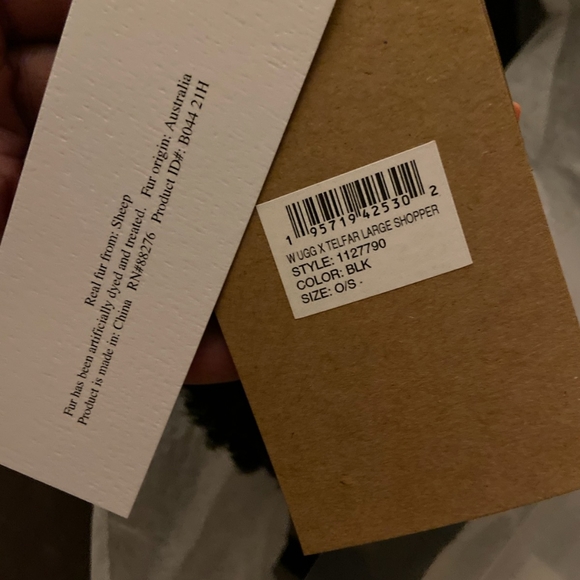 Real fur from: Sheep
Fur has been artificially dyed and treated. Fur origin: Australia
Product is made in: China RN#88276 Product ID#: B044 21H
1 95719 42530 2
W UGG X TELFAR LARGE SHOPPER
STYLE: 1127790
COLOR: BLK
SIZE: O/S -